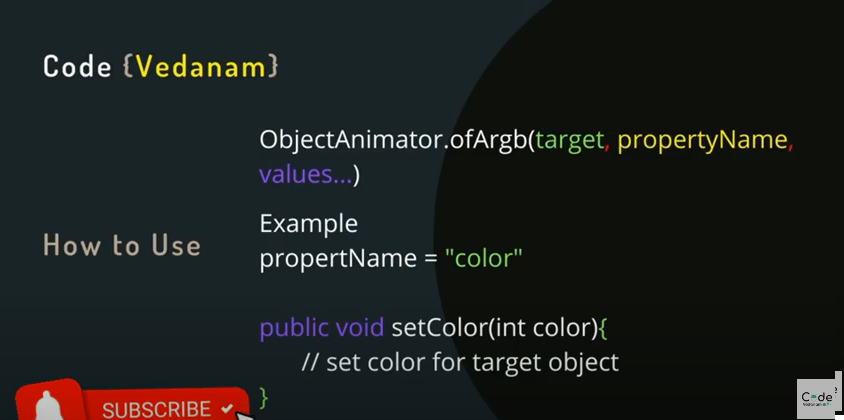 Code {Vedanam}
ObjectAnimator.ofArgb(target, propertyName,
values...)
How to Use
Example
propertName = "color"
public void setColor(int color){
// set color for target object
}
SUBSCRIBE
Code